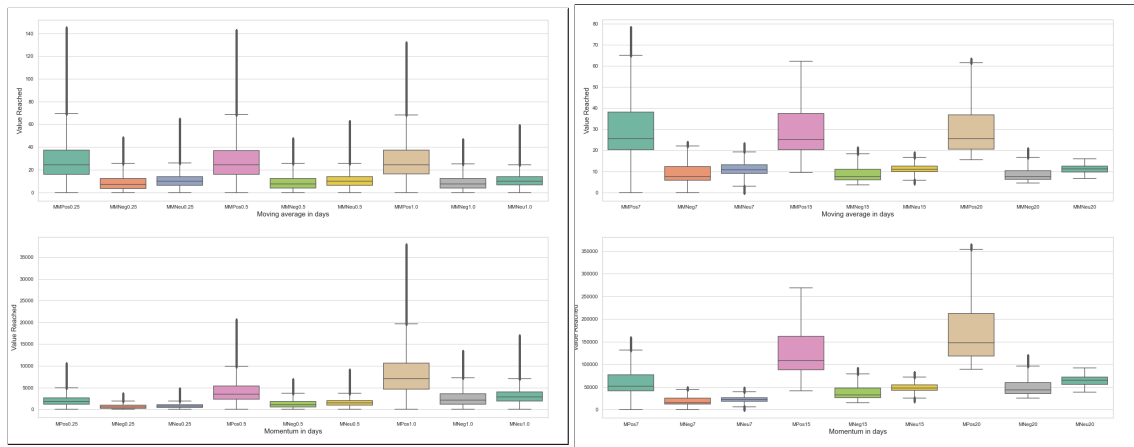 140
120
100
80
60
40
20
0
Value Reached
MMPos0.25 MMNeg0.25 MMNeu0.25 MMPos0.5 MMNeg0.5 MMNeu0.5 MMPos1.0 MMNeg1.0 MMNeu1.0
Moving average in days
80
70
60
50
40
30
20
10
0
Value Reached
MMPos7 MMNeg7 MMNeu7 MMPos15 MMNeg15 MMNeu15 MMPos20 MMNeg20 MMNeu20
Moving average in days
35000
30000
25000
20000
15000
10000
5000
0
Value Reached
MPos0.25 MNeg0.25 MNeu0.25 MPos0.5 MNeg0.5 MNeu0.5 MPos1.0 MNeg1.0 MNeu1.0
Momentum in days
350000
300000
250000
200000
150000
100000
50000
0
Value Reached
MPos7 MNeg7 MNeu7 MPos15 MNeg15 MNeu15 MPos20 MNeg20 MNeu20
Momentum in days